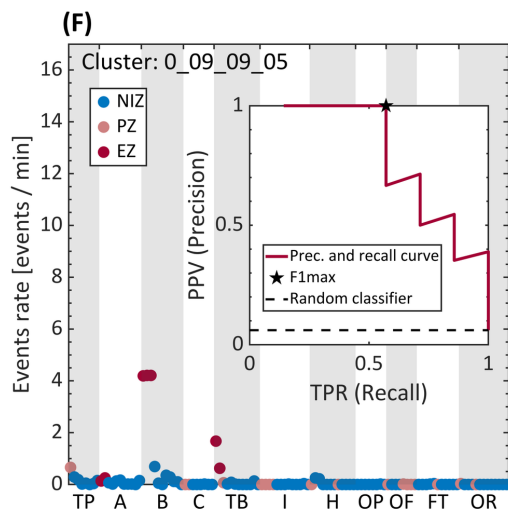 (F)
Cluster: 0_09_09_05
NIZ
PZ
EZ
Events rate [events / min]
16
14
12
10
8
6
4
2
0
TP A B C TB I H OP OF FT OR
PPV (Precision)
1
0.5
0
Prec. and recall curve
F1max
Random classifier
0 0.5 1
TPR (Recall)